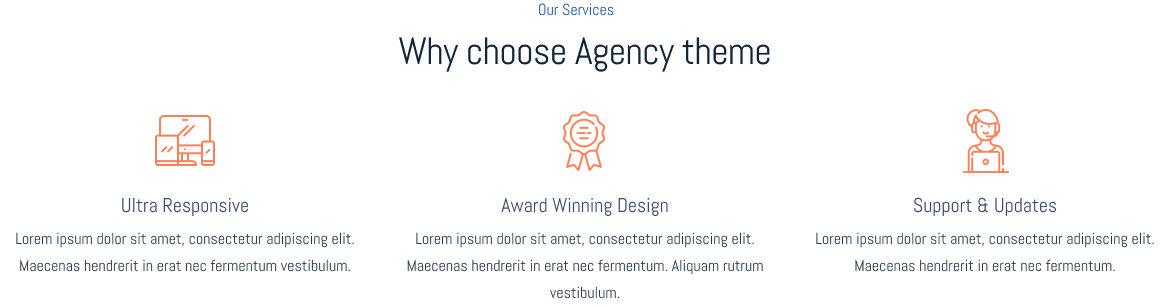 Our Services
Why choose Agency theme
Ultra Responsive
Lorem ipsum dolor sit amet, consectetur adipiscing elit.
Maecenas hendrerit in erat nec fermentum vestibulum.
Award Winning Design
Lorem ipsum dolor sit amet, consectetur adipiscing elit.
Maecenas hendrerit in erat nec fermentum. Aliquam rutrum
vestibulum.
Support & Updates
Lorem ipsum dolor sit amet, consectetur adipiscing elit.
Maecenas hendrerit in erat nec fermentum.